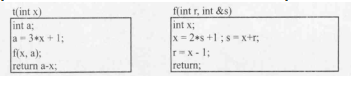 t(int x)
int a;
a = 3*x + 1;
f(x, a);
return a-x;
f(int r, int &s)
int x;
x = 2*s +1 ; s = x+r;
r = x - 1;
return;